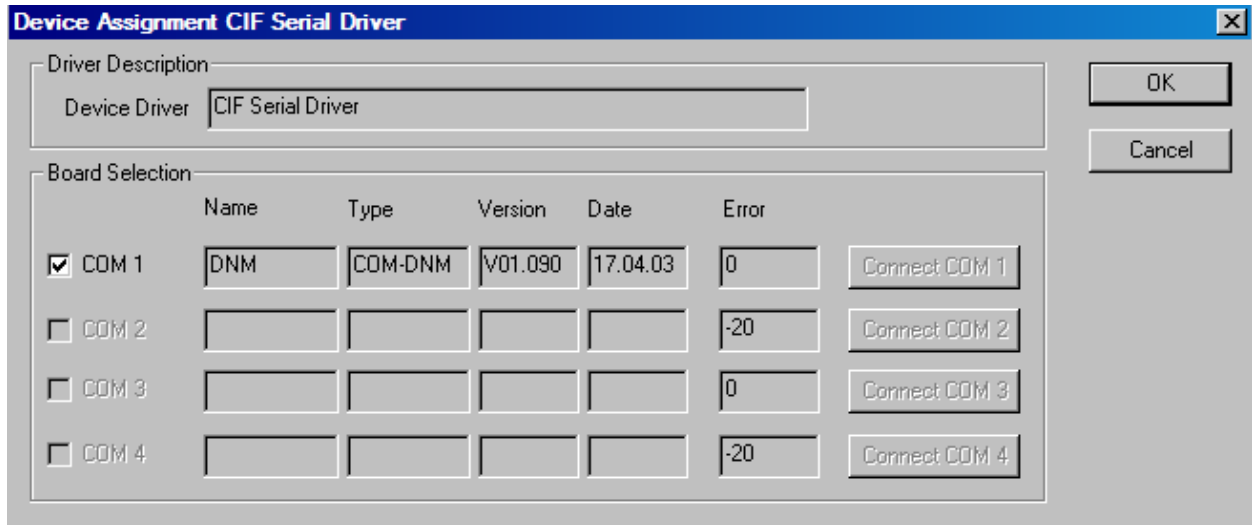 Device Assignment CIF Serial Driver
Driver Description
Device Driver CIF Serial Driver
OK
Cancel
Board Selection
Name Type Version Date Error
COM 1 DNM COM-DNM V01.090 17.04.03 0 Connect COM 1
COM 2 -20 Connect COM 2
COM 3 0 Connect COM 3
COM 4 -20 Connect COM 4